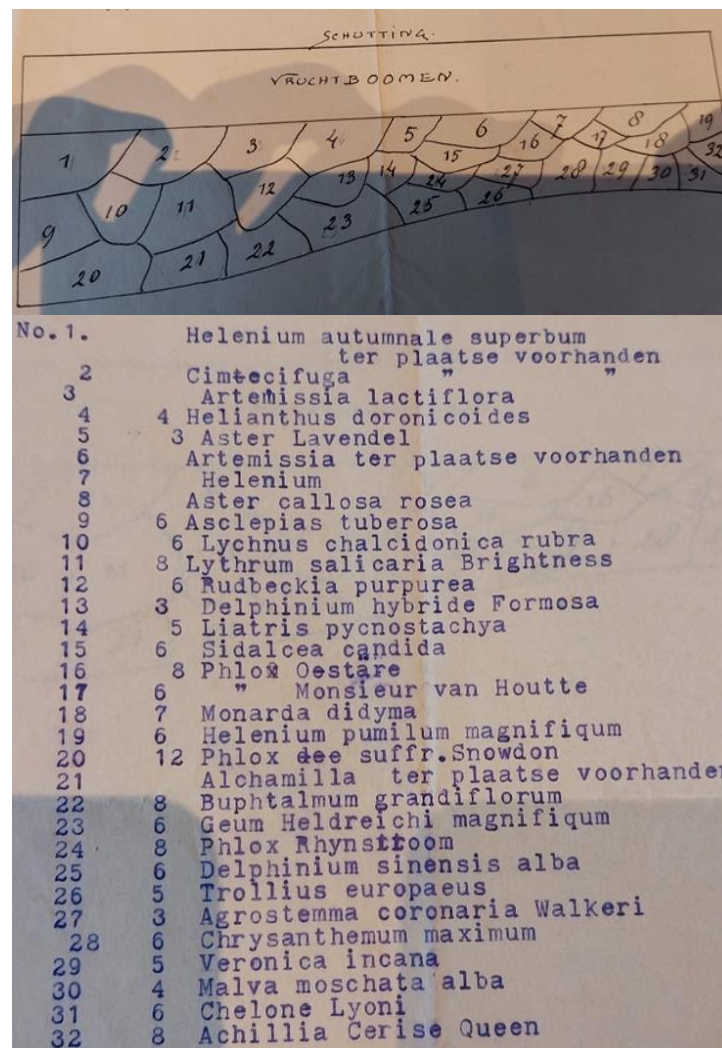 SCHUTTING.
VRUCHTBOOMEN.
1 2 3 4 5 6 7 8 19
9 10 11 12 13 14 15 16 17 18 32
20 21 22 23 24 25 26 27 28 29 30 31
No. 1. Helenium autumnale superbum
ter plaatse voorhanden
2 Cimtecifuga " "
3 Artemissia lactiflora
4 4 Helianthus doronicoides
5 3 Aster Lavendel
6 Artemissia ter plaatse voorhanden
7 Helenium
8 Aster callosa rosea
9 6 Asclepias tuberosa
10 6 Lychnus chalcidonica rubra
11 8 Lythrum salicaria Brightness
12 6 Rudbeckia purpurea
13 3 Delphinium hybride Formosa
14 5 Liatris pycnostachya
15 6 Sidalcea candida
16 8 Phlox Oestare
17 6 " Monsieur van Houtte
18 7 Monarda didyma
19 6 Helenium pumilum magnifiqum
20 12 Phlox dee suffr.Snowdon
21 Alchamilla ter plaatse voorhanden
22 8 Buphtalmum grandiflorum
23 6 Geum Heldreichi magnifiqum
24 8 Phlox Rhynstroom
25 6 Delphinium sinensis alba
26 5 Trollius europaeus
27 3 Agrostemma coronaria Walkeri
28 6 Chrysanthemum maximum
29 5 Veronica incana
30 4 Malva moschata alba
31 6 Chelone Lyoni
32 8 Achillia Cerise Queen